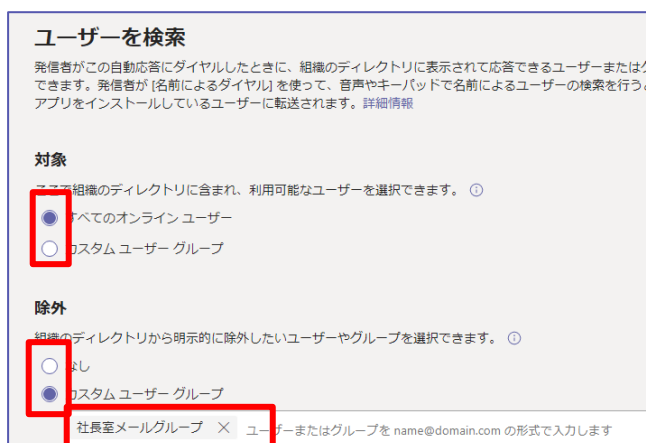 ユーザーを検索
発信者がこの自動応答にダイヤルしたときに、組織のディレクトリに表示されて応答できるユーザーまたは
できます。発信者が [名前によるダイヤル] を使って、音声やキーパッドで名前によるユーザーの検索を行う
アプリをインストールしているユーザーに転送されます。詳細情報
対象
ここで組織のディレクトリに含まれ、利用可能なユーザーを選択できます。
すべてのオンライン ユーザー
カスタム ユーザー グループ
除外
組織のディレクトリから明示的に除外したいユーザーやグループを選択できます。
なし
カスタム ユーザー グループ
社長室メールグループ × ユーザーまたはグループを name@domain.com の形式で入力します